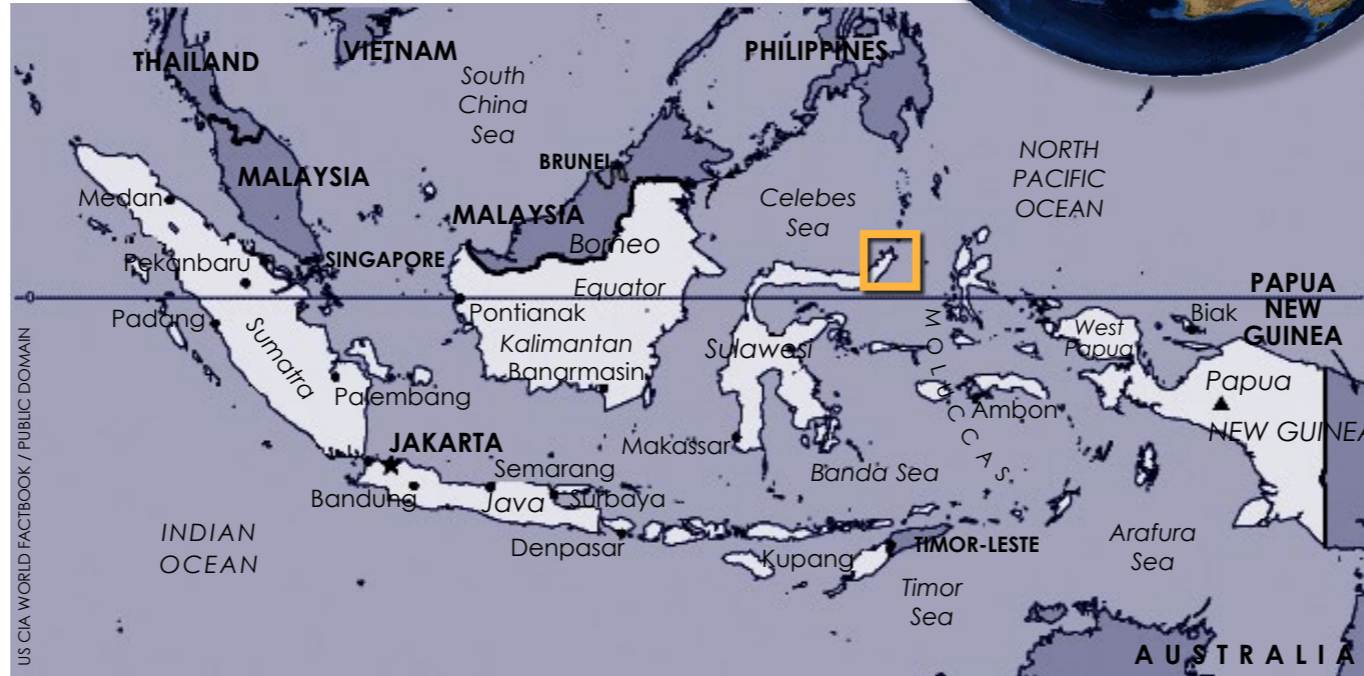 THAILAND
VIETNAM
PHILIPPINES
South
China
Sea
NORTH
PACIFIC
OCEAN
BRUNEI
MALAYSIA
Medan
MALAYSIA
Celebes
Sea
Borneo
SINGAPORE
Pekanbaru
Equator
PAPUA
NEW
GUINEA
0
Pontianak
Padang
Biak
West
Papua
Sumatra
Kalimantan
Sulawesi
MOLUCCAS
Banarmasin
Papua
Palembang
Ambon
NEW GUINEA
JAKARTA
Makassar
Semarang
Banda Sea
Bandung
Java
Surbaya
INDIAN
OCEAN
Denpasar
Kupang
TIMOR-LESTE
Arafura
Sea
Timor
Sea
AUSTRALIA
US CIA WORLD FACTBOOK / PUBLIC DOMAIN